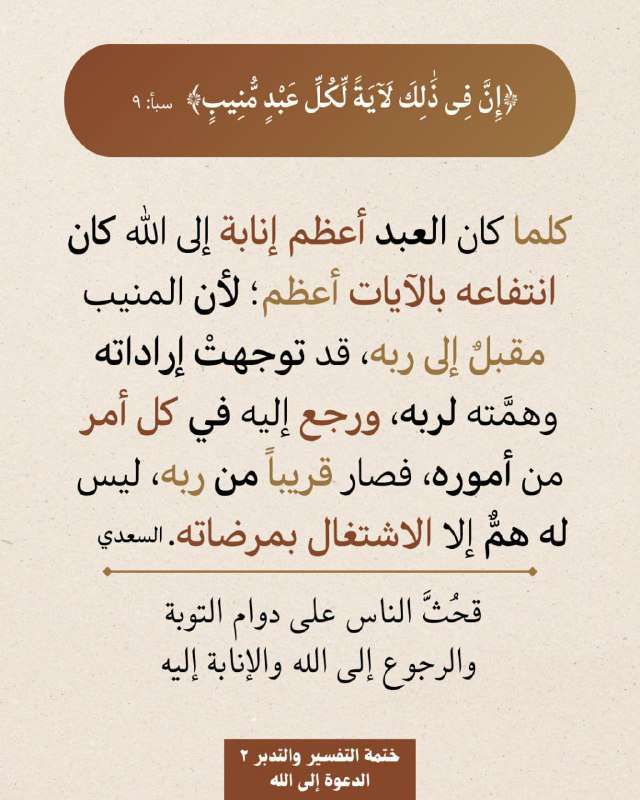 ﴿إِنَّ فِى ذَٰلِكَ لَآيَةً لِّكُلِّ عَبْدٍ مُّنِيبٍ﴾ سبأ: ٩
كلما كان العبد أعظم إنابة إلى الله كان
انتفاعه بالآيات أعظم؛ لأن المنيب
مقبلٌ إلى ربه، قد توجهتْ إراداته
وهمَّته لربه، ورجع إليه في كل أمر
من أموره، فصار قريباً من ربه، ليس
له همٌّ إلا الاشتغال بمرضاته. السعدي
قحُثَّ الناس على دوام التوبة
والرجوع إلى الله والإنابة إليه
ختمة التفسير والتدبر ٢
الدعوة إلى الله